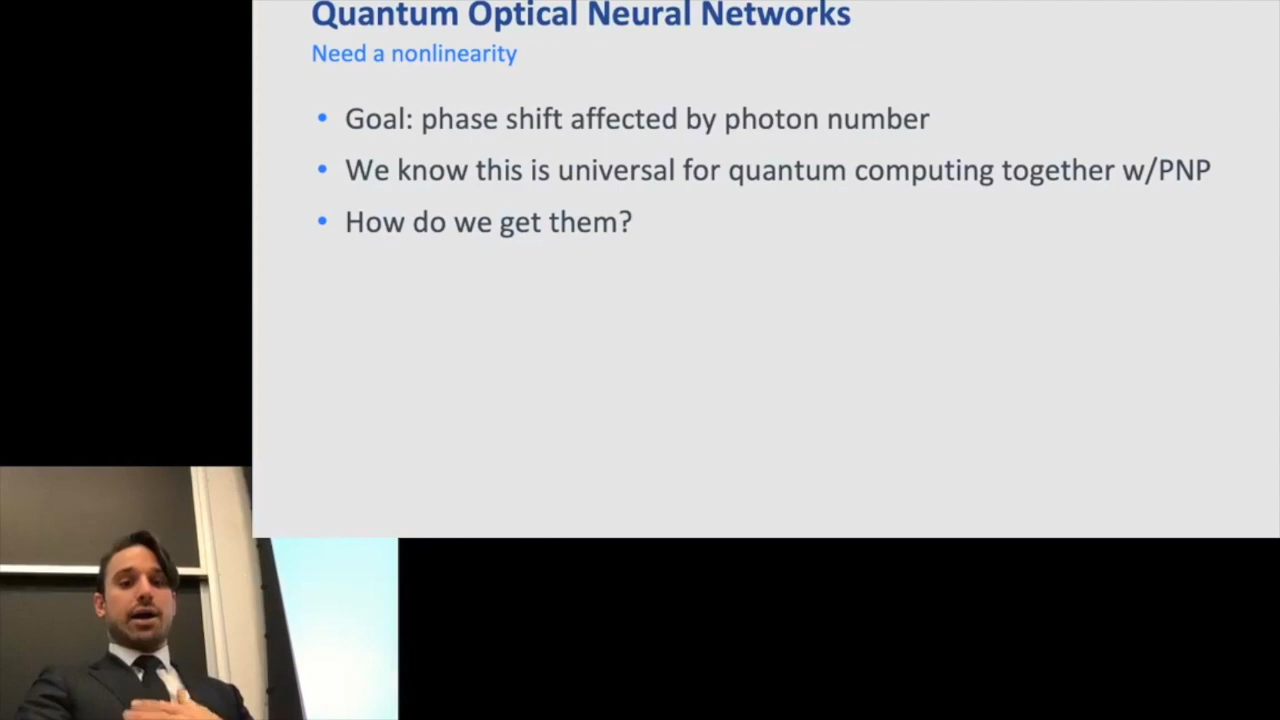 Quantum Optical Neural Networks
Need a nonlinearity
• Goal: phase shift affected by photon number
• We know this is universal for quantum computing together w/PNP
• How do we get them?